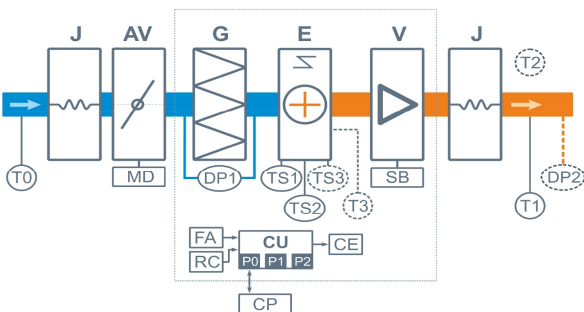 J AV G E V J
T2
T0 MD DP1 TS1 TS3 SB DP2
TS2 T3 T1
FA CU CE
RC P0 P1 P2
CP